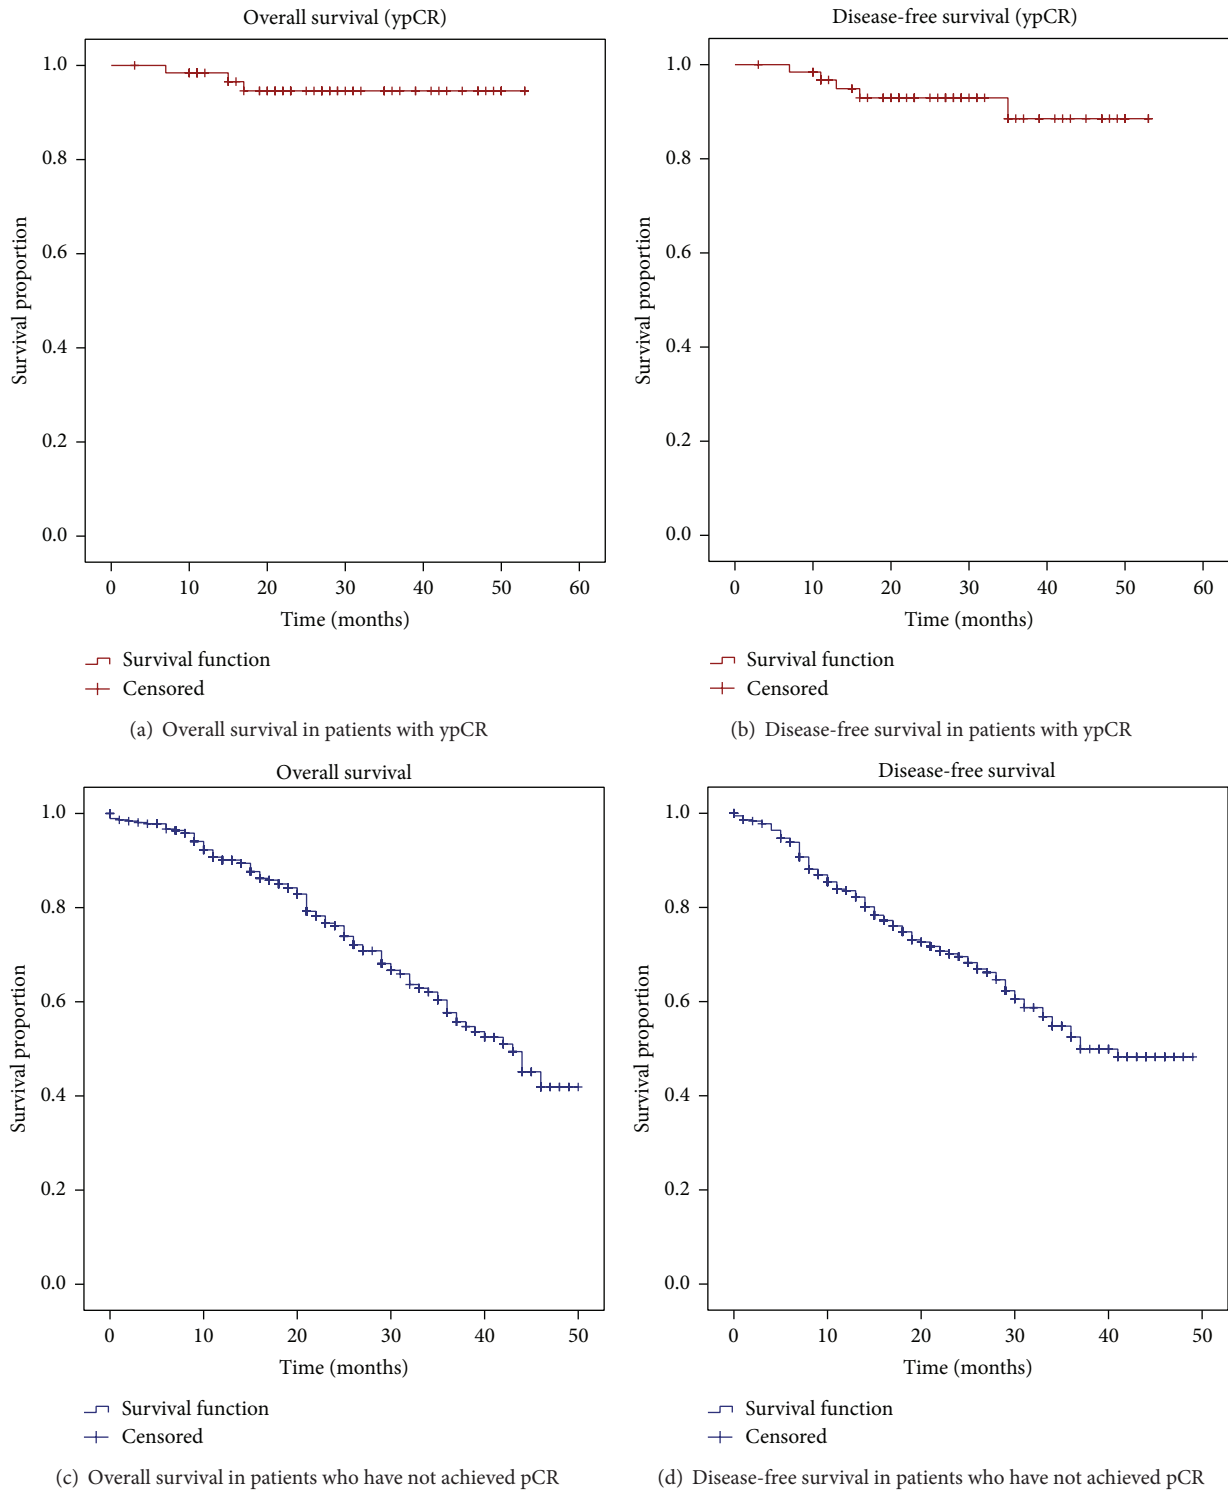 Overall survival (ypCR)
1.0
0.8
0.6
0.4
0.2
0.0
Survival proportion
0 10 20 30 40 50 60
Time (months)
Survival function
Censored
(a) Overall survival in patients with ypCR
Disease-free survival (ypCR)
1.0
0.8
0.6
0.4
0.2
0.0
Survival proportion
0 10 20 30 40 50 60
Time (months)
Survival function
Censored
(b) Disease-free survival in patients with ypCR
Overall survival
1.0
0.8
0.6
0.4
0.2
0.0
Survival proportion
0 10 20 30 40 50
Time (months)
Survival function
Censored
(c) Overall survival in patients who have not achieved pCR
Disease-free survival
1.0
0.8
0.6
0.4
0.2
0.0
Survival proportion
0 10 20 30 40 50
Time (months)
Survival function
Censored
(d) Disease-free survival in patients who have not achieved pCR